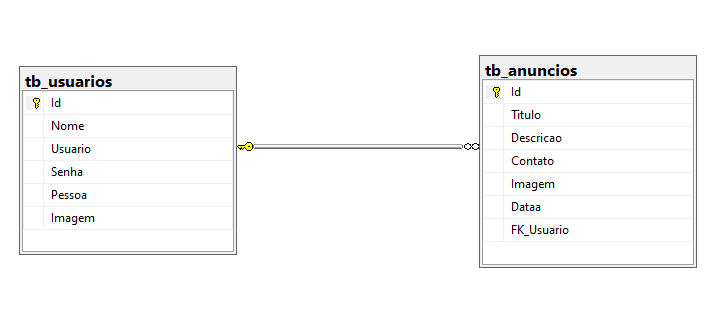 tb_usuarios
Id
Nome
Usuario
Senha
Pessoa
Imagem
tb_anuncios
Id
Titulo
Descricao
Contato
Imagem
Dataa
FK_Usuario